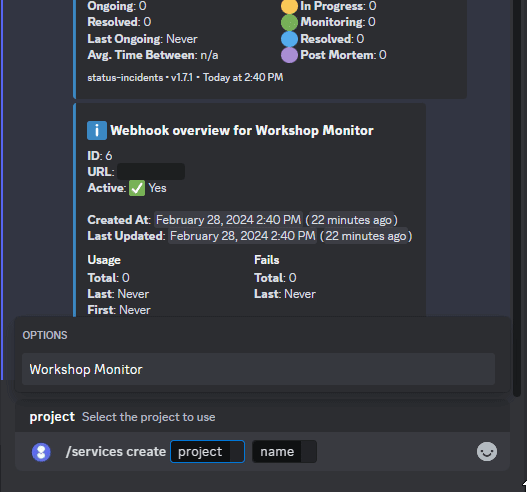 Ongoing: 0
In Progress: 0
Resolved: 0
Monitoring: 0
Last Ongoing: Never
Resolved: 0
Avg. Time Between: n/a
Post Mortem: 0
status-incidents • v1.7.1 • Today at 2:40 PM
Webhook overview for Workshop Monitor
ID: 6
URL:
Active: ✅ Yes
Created At: February 28, 2024 2:40 PM ( 22 minutes ago )
Last Updated: February 28, 2024 2:40 PM ( 22 minutes ago )
Usage
Total: 0
Last: Never
First: Never
Fails
Total: 0
Last: Never
OPTIONS
Workshop Monitor
project Select the project to use
/services create project name